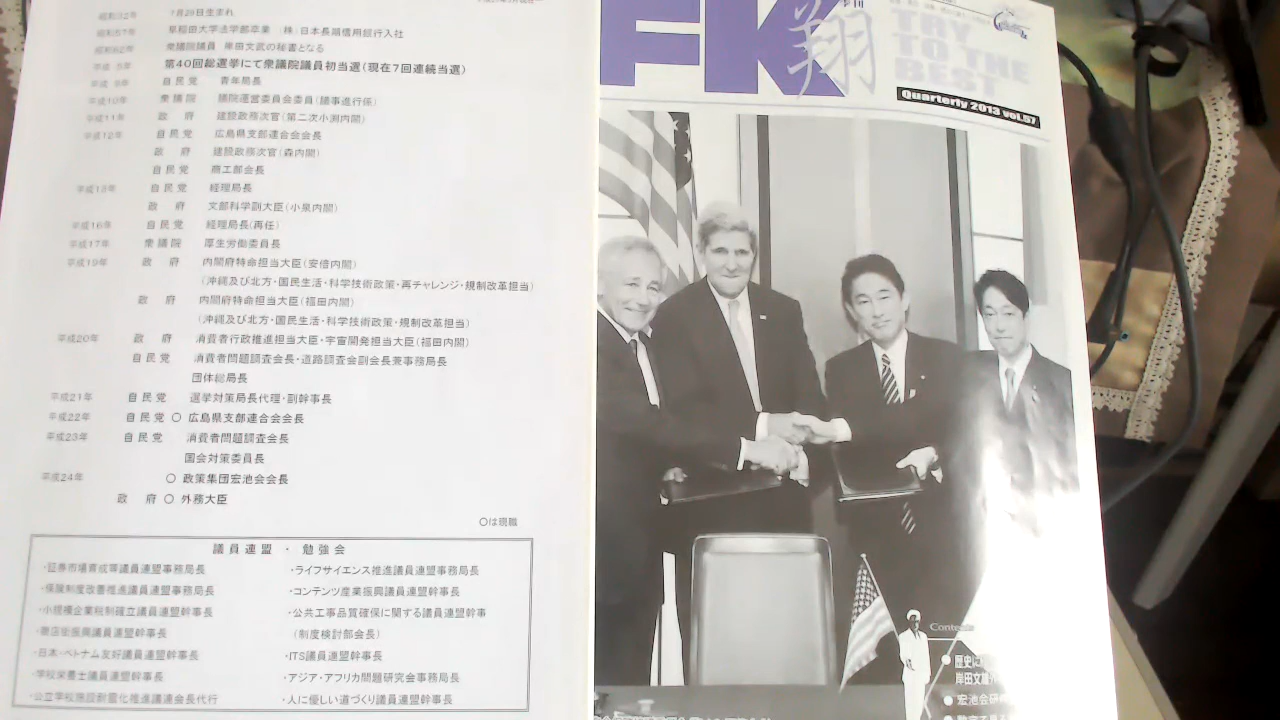 昭和32年 7月29日生まれ
昭和57年 早稲田大学法学部卒業 (株)日本長期信用銀行入社
昭和62年 衆議院議員 岸田文武の秘書となる
平成 5年 第40回総選挙にて衆議院議員初当選(現在7回連続当選)
平成 9年 自民党 青年局長
平成10年 衆議院 議院運営委員会委員(議事進行係)
平成11年 政府 建設政務次官(第二次小渕内閣)
平成12年 自民党 広島県支部連合会会長
政府 建設政務次官(森内閣)
自民党 商工部会長
平成13年 自民党 経理局長
政府 文部科学副大臣(小泉内閣)
平成16年 自民党 経理局長(再任)
平成17年 衆議院 厚生労働委員長
平成19年 政府 内閣府特命担当大臣(安倍内閣)
(沖縄及び北方・国民生活・科学技術政策・再チャレンジ・規制改革担当)
政府 内閣府特命担当大臣(福田内閣)
(沖縄及び北方・国民生活・科学技術政策・規制改革担当)
平成20年 政府 消費者行政推進担当大臣・宇宙開発担当大臣(福田内閣)
自民党 消費者問題調査会長・道路調査会副会長兼事務局長
団体総局長
平成21年 自民党 選挙対策局長代理・副幹事長
平成22年 自民党 〇 広島県支部連合会会長
平成23年 自民党 消費者問題調査会長
国会対策委員長
平成24年 〇 政策集団宏池会会長
政府 〇 外務大臣
〇は現職
議員連盟 ・ 勉強会
・証券市場育成等議員連盟事務局長
・保険制度改善推進議員連盟事務局長
・小規模企業税制確立議員連盟幹事長
・商店街振興議員連盟幹事長
・日本・ベトナム友好議員連盟幹事長
・学校栄養士議員連盟幹事長
・公立学校施設耐震化推進議連会長代行
・ライフサイエンス推進議員連盟事務局長
・コンテンツ産業振興議員連盟幹事長
・公共工事品質確保に関する議員連盟幹事
(制度検討部会長)
・ITS議員連盟幹事長
・アジア・アフリカ問題研究会事務局長
・人に優しい道づくり議員連盟幹事長
FK 翔
TRY
TO THE
BEST
Quarterly 2013 vol.57
Contents
● 歴史に
岸田文雄
● 宏池会研修